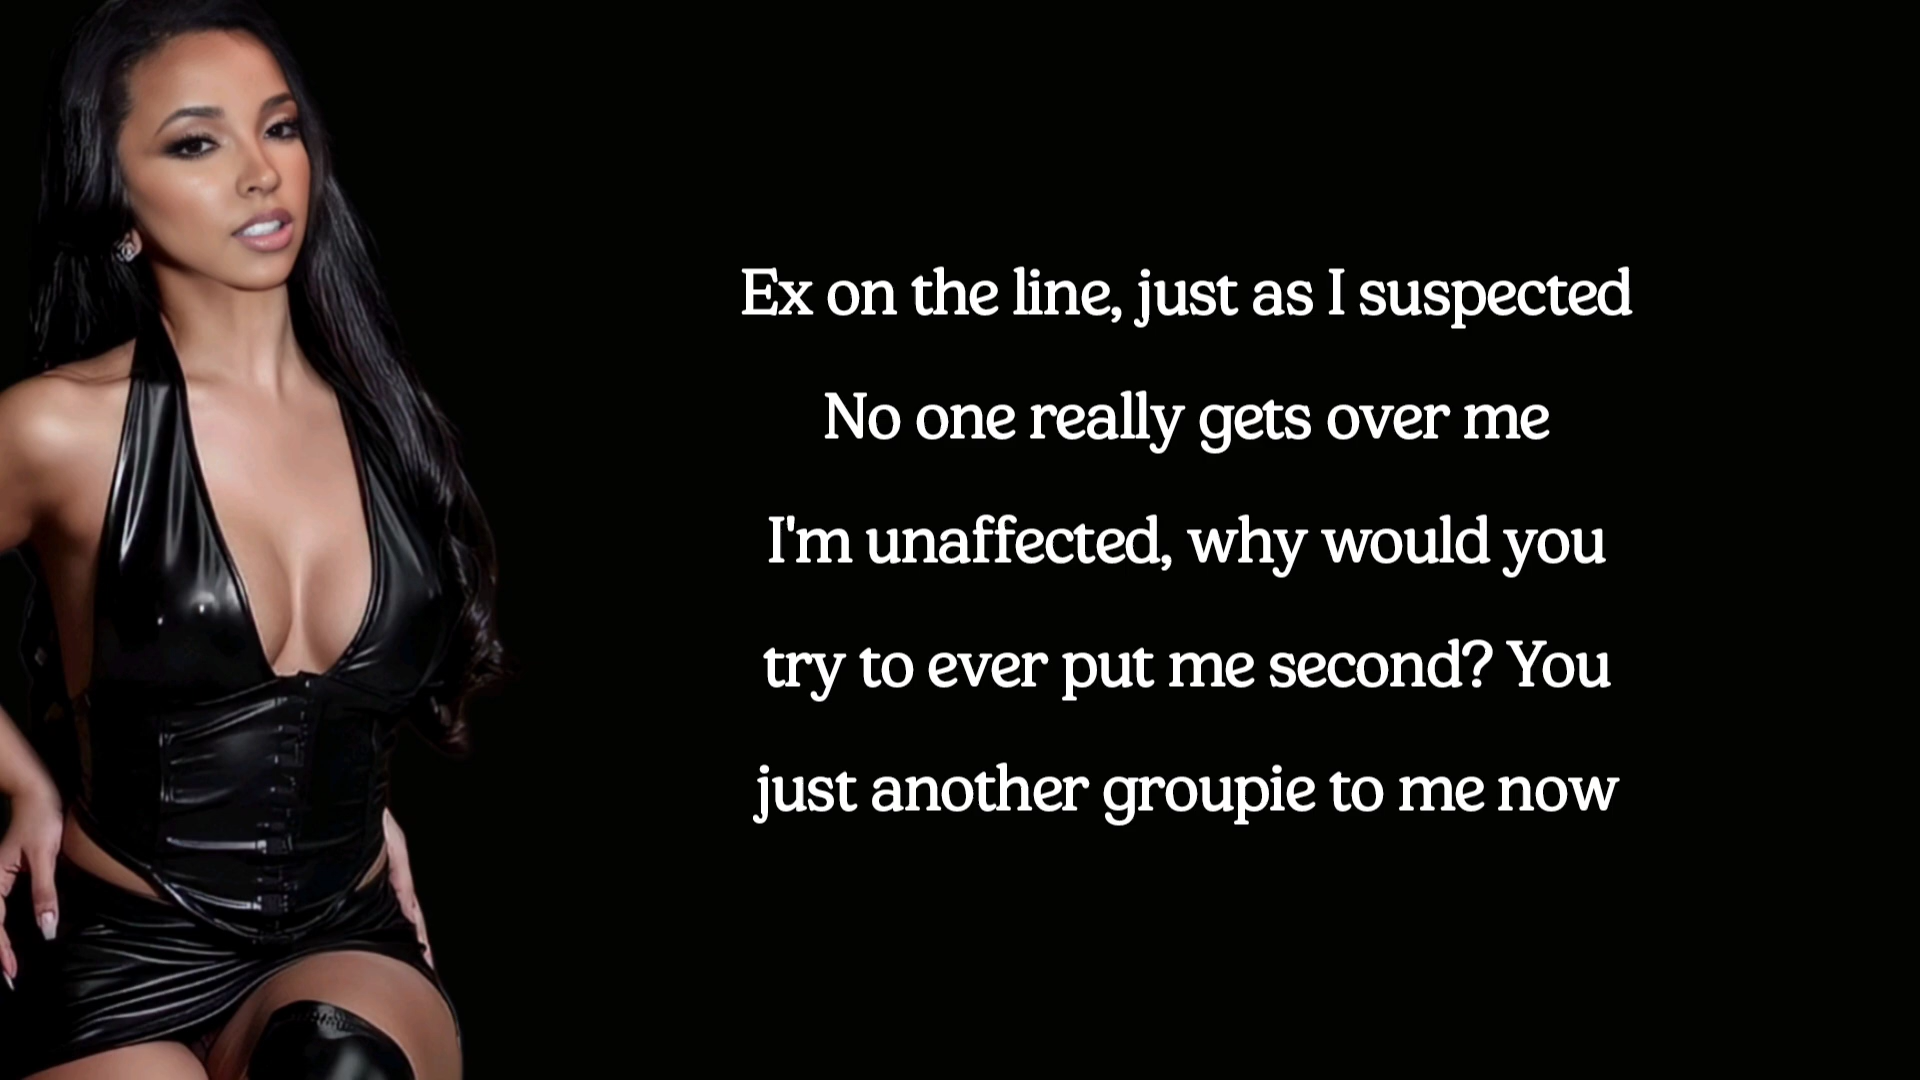 Ex on the line, just as I suspected
No one really gets over me
I'm unaffected, why would you
try to ever put me second? You
just another groupie to me now